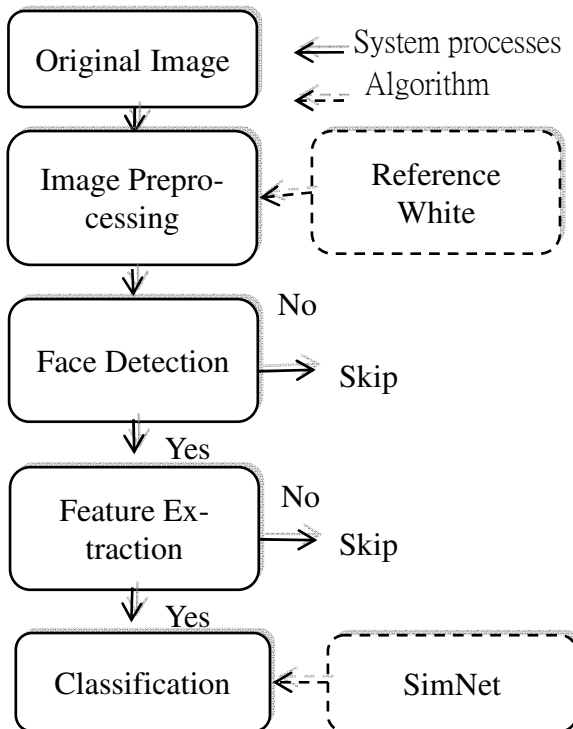 Original Image
System processes
Algorithm
Image Prepro-
cessing
Reference
White
No
Face Detection
Skip
Yes
No
Feature Ex-
traction
Skip
Yes
Classification
SimNet